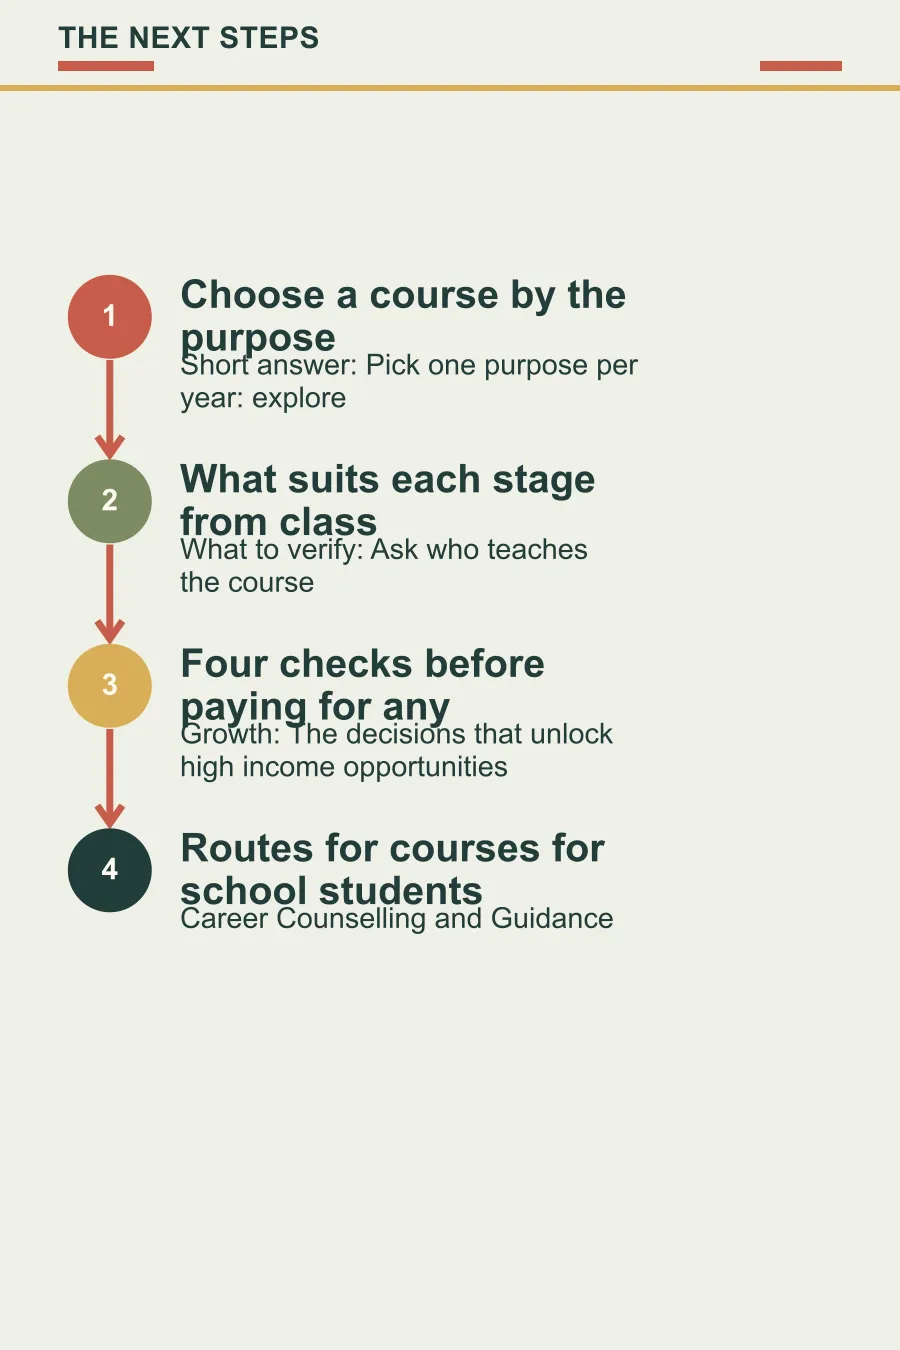 THE NEXT STEPS
1
Choose a course by the
purpose
Short answer: Pick one purpose per
year: explore
2
What suits each stage
from class
What to verify: Ask who teaches
the course
3
Four checks before
paying for any
Growth: The decisions that unlock
high income opportunities
4
Routes for courses for
school students
Career Counselling and Guidance